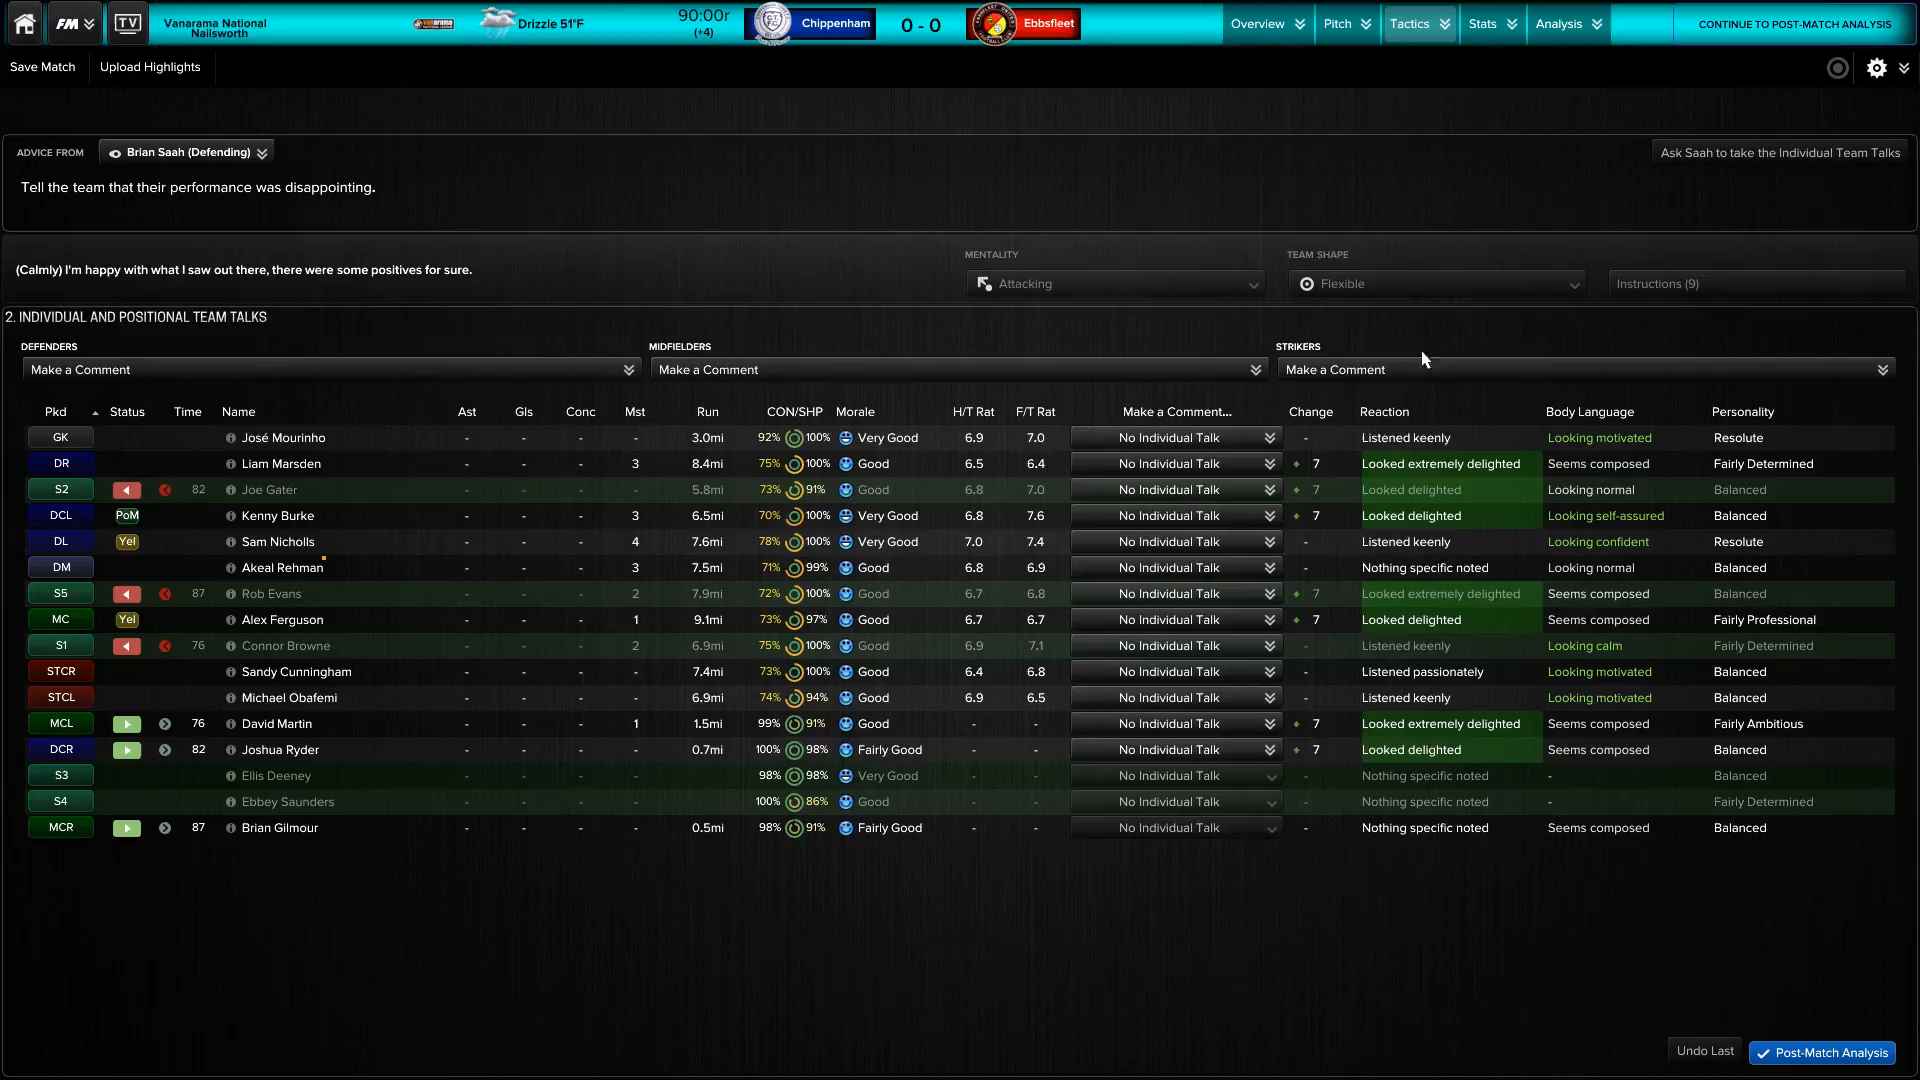 FM
TV
Vanarama National
Nailsworth
Drizzle 51°F
90:00r
(+4)
Chippenham
0 - 0
Ebbsfleet
Overview
Pitch
Tactics
Stats
Analysis
CONTINUE TO POST-MATCH ANALYSIS
Save Match
Upload Highlights
ADVICE FROM
Brian Saah (Defending)
Ask Saah to take the Individual Team Talks
Tell the team that their performance was disappointing.
(Calmly) I'm happy with what I saw out there, there were some positives for sure.
MENTALITY
Attacking
TEAM SHAPE
Flexible
Instructions (9)
2. INDIVIDUAL AND POSITIONAL TEAM TALKS
DEFENDERS
Make a Comment
MIDFIELDERS
Make a Comment
STRIKERS
Make a Comment
Pkd Status Time Name Ast Gls Conc Mst Run CON/SHP Morale H/T Rat F/T Rat Make a Comment... Change Reaction Body Language Personality
GK José Mourinho - - - - 3.0mi 92% 100% Very Good 6.9 7.0 No Individual Talk - Listened keenly Looking motivated Resolute
DR Liam Marsden - - - 3 8.4mi 75% 100% Good 6.5 6.4 No Individual Talk 7 Looked extremely delighted Seems composed Fairly Determined
S2 82 Joe Gater - - - - 5.8mi 73% 91% Good 6.8 7.0 No Individual Talk 7 Looked delighted Looking normal Balanced
DCL PoM Kenny Burke - - - 3 6.5mi 70% 100% Very Good 6.8 7.6 No Individual Talk 7 Looked delighted Looking self-assured Balanced
DL Yel Sam Nicholls - - - 4 7.6mi 78% 100% Very Good 7.0 7.4 No Individual Talk - Listened keenly Looking confident Resolute
DM Akeal Rehman - - - 3 7.5mi 71% 99% Good 6.8 6.9 No Individual Talk - Nothing specific noted Looking normal Balanced
S5 87 Rob Evans - - - 2 7.9mi 72% 100% Good 6.7 6.8 No Individual Talk 7 Looked extremely delighted Seems composed Balanced
MC Yel Alex Ferguson - - - 1 9.1mi 73% 97% Good 6.7 6.7 No Individual Talk 7 Looked delighted Seems composed Fairly Professional
S1 76 Connor Browne - - - 2 6.9mi 75% 100% Good 6.9 7.1 No Individual Talk - Listened keenly Looking calm Fairly Determined
STCR Sandy Cunningham - - - - 7.4mi 73% 100% Good 6.4 6.8 No Individual Talk - Listened passionately Looking motivated Balanced
STCL Michael Obafemi - - - - 6.9mi 74% 94% Good 6.9 6.5 No Individual Talk - Listened keenly Looking motivated Balanced
MCL 76 David Martin - - - 1 1.5mi 99% 91% Good - - No Individual Talk 7 Looked extremely delighted Seems composed Fairly Ambitious
DCR 82 Joshua Ryder - - - - 0.7mi 100% 98% Fairly Good - - No Individual Talk 7 Looked delighted Seems composed Balanced
S3 Ellis Deeney - - - - 98% 98% Very Good - - No Individual Talk - Nothing specific noted - Balanced
S4 Ebbey Saunders - - - - 100% 86% Good - - No Individual Talk - Nothing specific noted - Fairly Determined
MCR 87 Brian Gilmour - - - - 0.5mi 98% 91% Fairly Good - - No Individual Talk - Nothing specific noted Seems composed Balanced
Undo Last
Post-Match Analysis